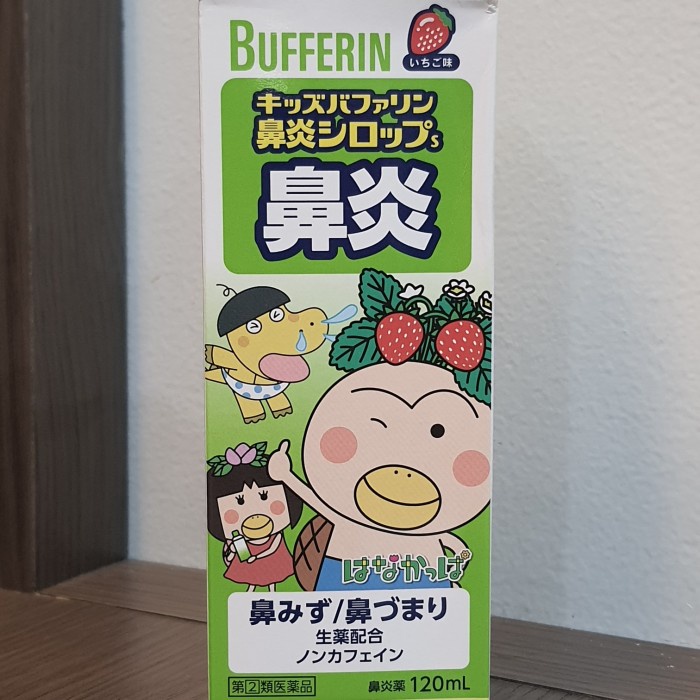 BUFFERIN
いちご味
キッズバファリン
鼻炎シロップs
鼻炎
はなかっぱ
鼻みず/鼻づまり
生薬配合
ノンカフェイン
第②類医薬品
鼻炎薬 120mL